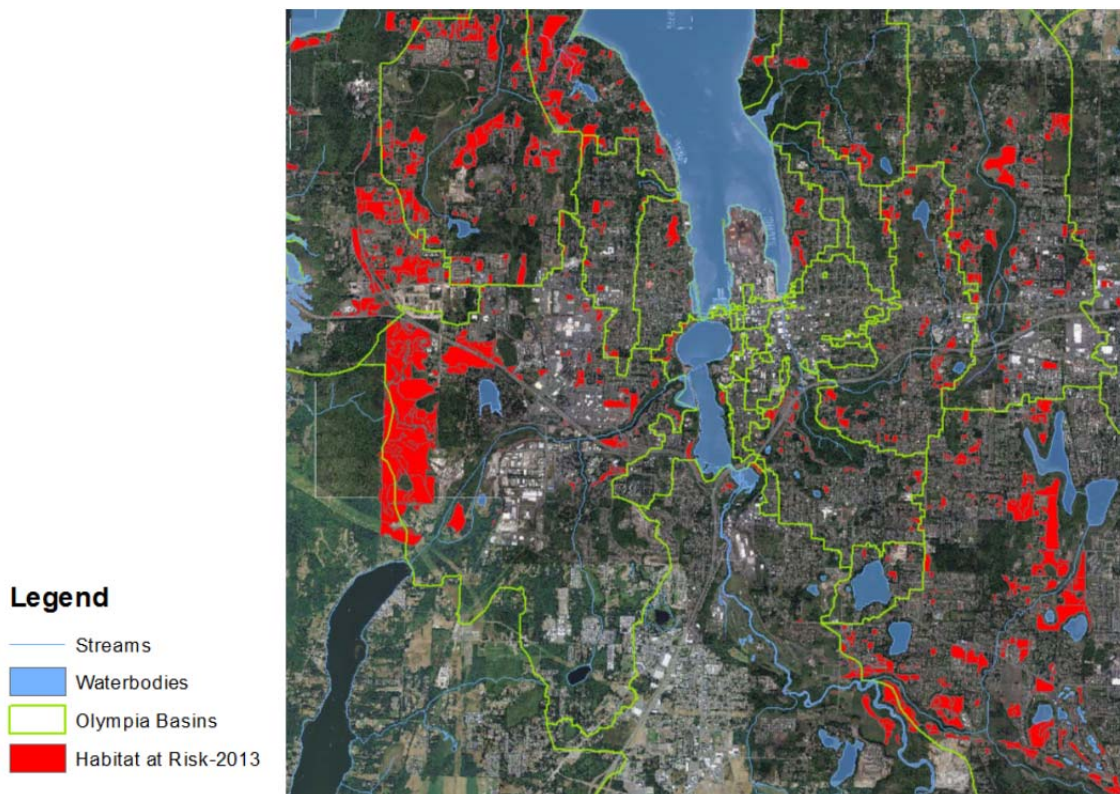 Legend
Streams
Waterbodies
Olympia Basins
Habitat at Risk-2013